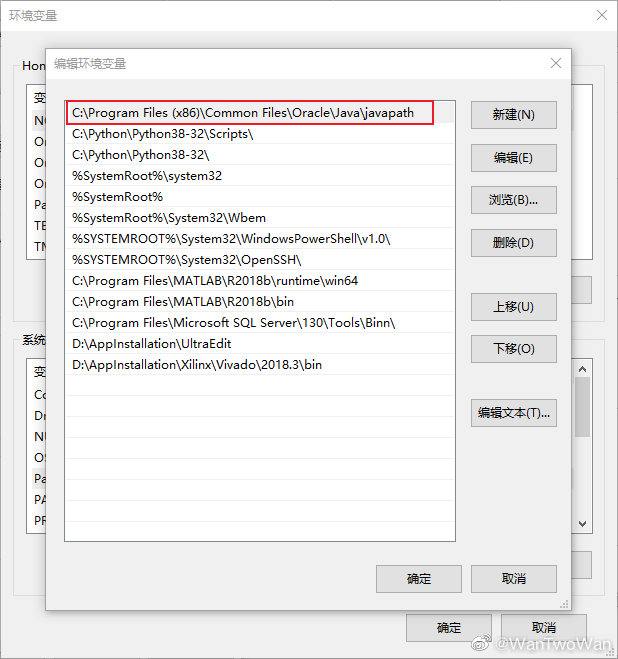 环境变量
编辑环境变量
C:\Program Files (x86)\Common Files\Oracle\Java\javapath
C:\Python\Python38-32\Scripts\
C:\Python\Python38-32\
%SystemRoot%\system32
%SystemRoot%
%SystemRoot%\System32\Wbem
%SYSTEMROOT%\System32\WindowsPowerShell\v1.0\
%SYSTEMROOT%\System32\OpenSSH\
C:\Program Files\MATLAB\R2018b\runtime\win64
C:\Program Files\MATLAB\R2018b\bin
C:\Program Files\Microsoft SQL Server\130\Tools\Binn\
D:\AppInstallation\UltraEdit
D:\AppInstallation\Xilinx\Vivado\2018.3\bin
新建(N)
编辑(E)
浏览(B)...
删除(D)
上移(U)
下移(O)
编辑文本(T)...
确定
取消
Hon
变
Or
Or
Pa
TE
TM
系统
变
Co
Dr
NU
OS
Pa
PA
PR
确定
取消
@WanTwoWan